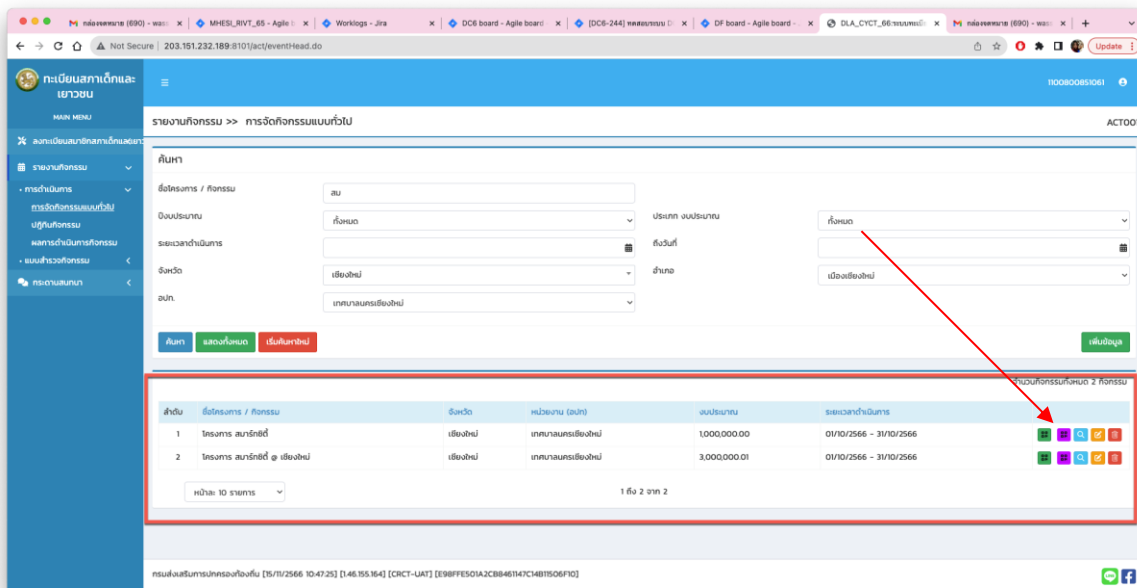 กล่องจดหมาย (690) - wass
MHESI_RIVT_65 - Agile b
Worklogs - Jira
DC6 board - Agile board
[DC6-244] ทดสอบระบบ D
DF board - Agile board -
DLA_CYCT_66:ระบบทะเบี
กล่องจดหมาย (690) - wass
Not Secure | 203.151.232.189:8101/act/eventHead.do
Update
ทะเบียนสภาเด็กและ
เยาวชน
1100800851061
MAIN MENU
รายงานกิจกรรม >> การจัดกิจกรรมแบบทั่วไป
ACT001
ลงทะเบียนสมาชิกสภาเด็กและเยาว
รายงานกิจกรรม
• การดำเนินการ
การจัดกิจกรรมแบบทั่วไป
ปฏิทินกิจกรรม
ผลการดำเนินการกิจกรรม
• แบบสำรวจกิจกรรม
กระดานสนทนา
ค้นหา
ชื่อโครงการ / กิจกรรม
สม
ปีงบประมาณ
ทั้งหมด
ประเภท งบประมาณ
ทั้งหมด
ระยะเวลาดำเนินการ
ถึงวันที่
จังหวัด
เชียงใหม่
อำเภอ
เมืองเชียงใหม่
อปท.
เทศบาลนครเชียงใหม่
ค้นหา
แสดงทั้งหมด
เริ่มค้นหาใหม่
เพิ่มข้อมูล
จำนวนกิจกรรมทั้งหมด 2 กิจกรรม
ลำดับ ชื่อโครงการ / กิจกรรม จังหวัด หน่วยงาน (อปท) งบประมาณ ระยะเวลาดำเนินการ
1 โครงการ สมาร์ทซิตี้ เชียงใหม่ เทศบาลนครเชียงใหม่ 1,000,000.00 01/10/2566 - 31/10/2566
2 โครงการ สมาร์ทซิตี้ @ เชียงใหม่ เชียงใหม่ เทศบาลนครเชียงใหม่ 3,000,000.01 01/10/2566 - 31/10/2566
หน้าละ 10 รายการ
1 ถึง 2 จาก 2
กรมส่งเสริมการปกครองท้องถิ่น [15/11/2566 10:47:25] [1.46.155.164] [CRCT-UAT] [E98FFE501A2CB8461147C14B11506F10]